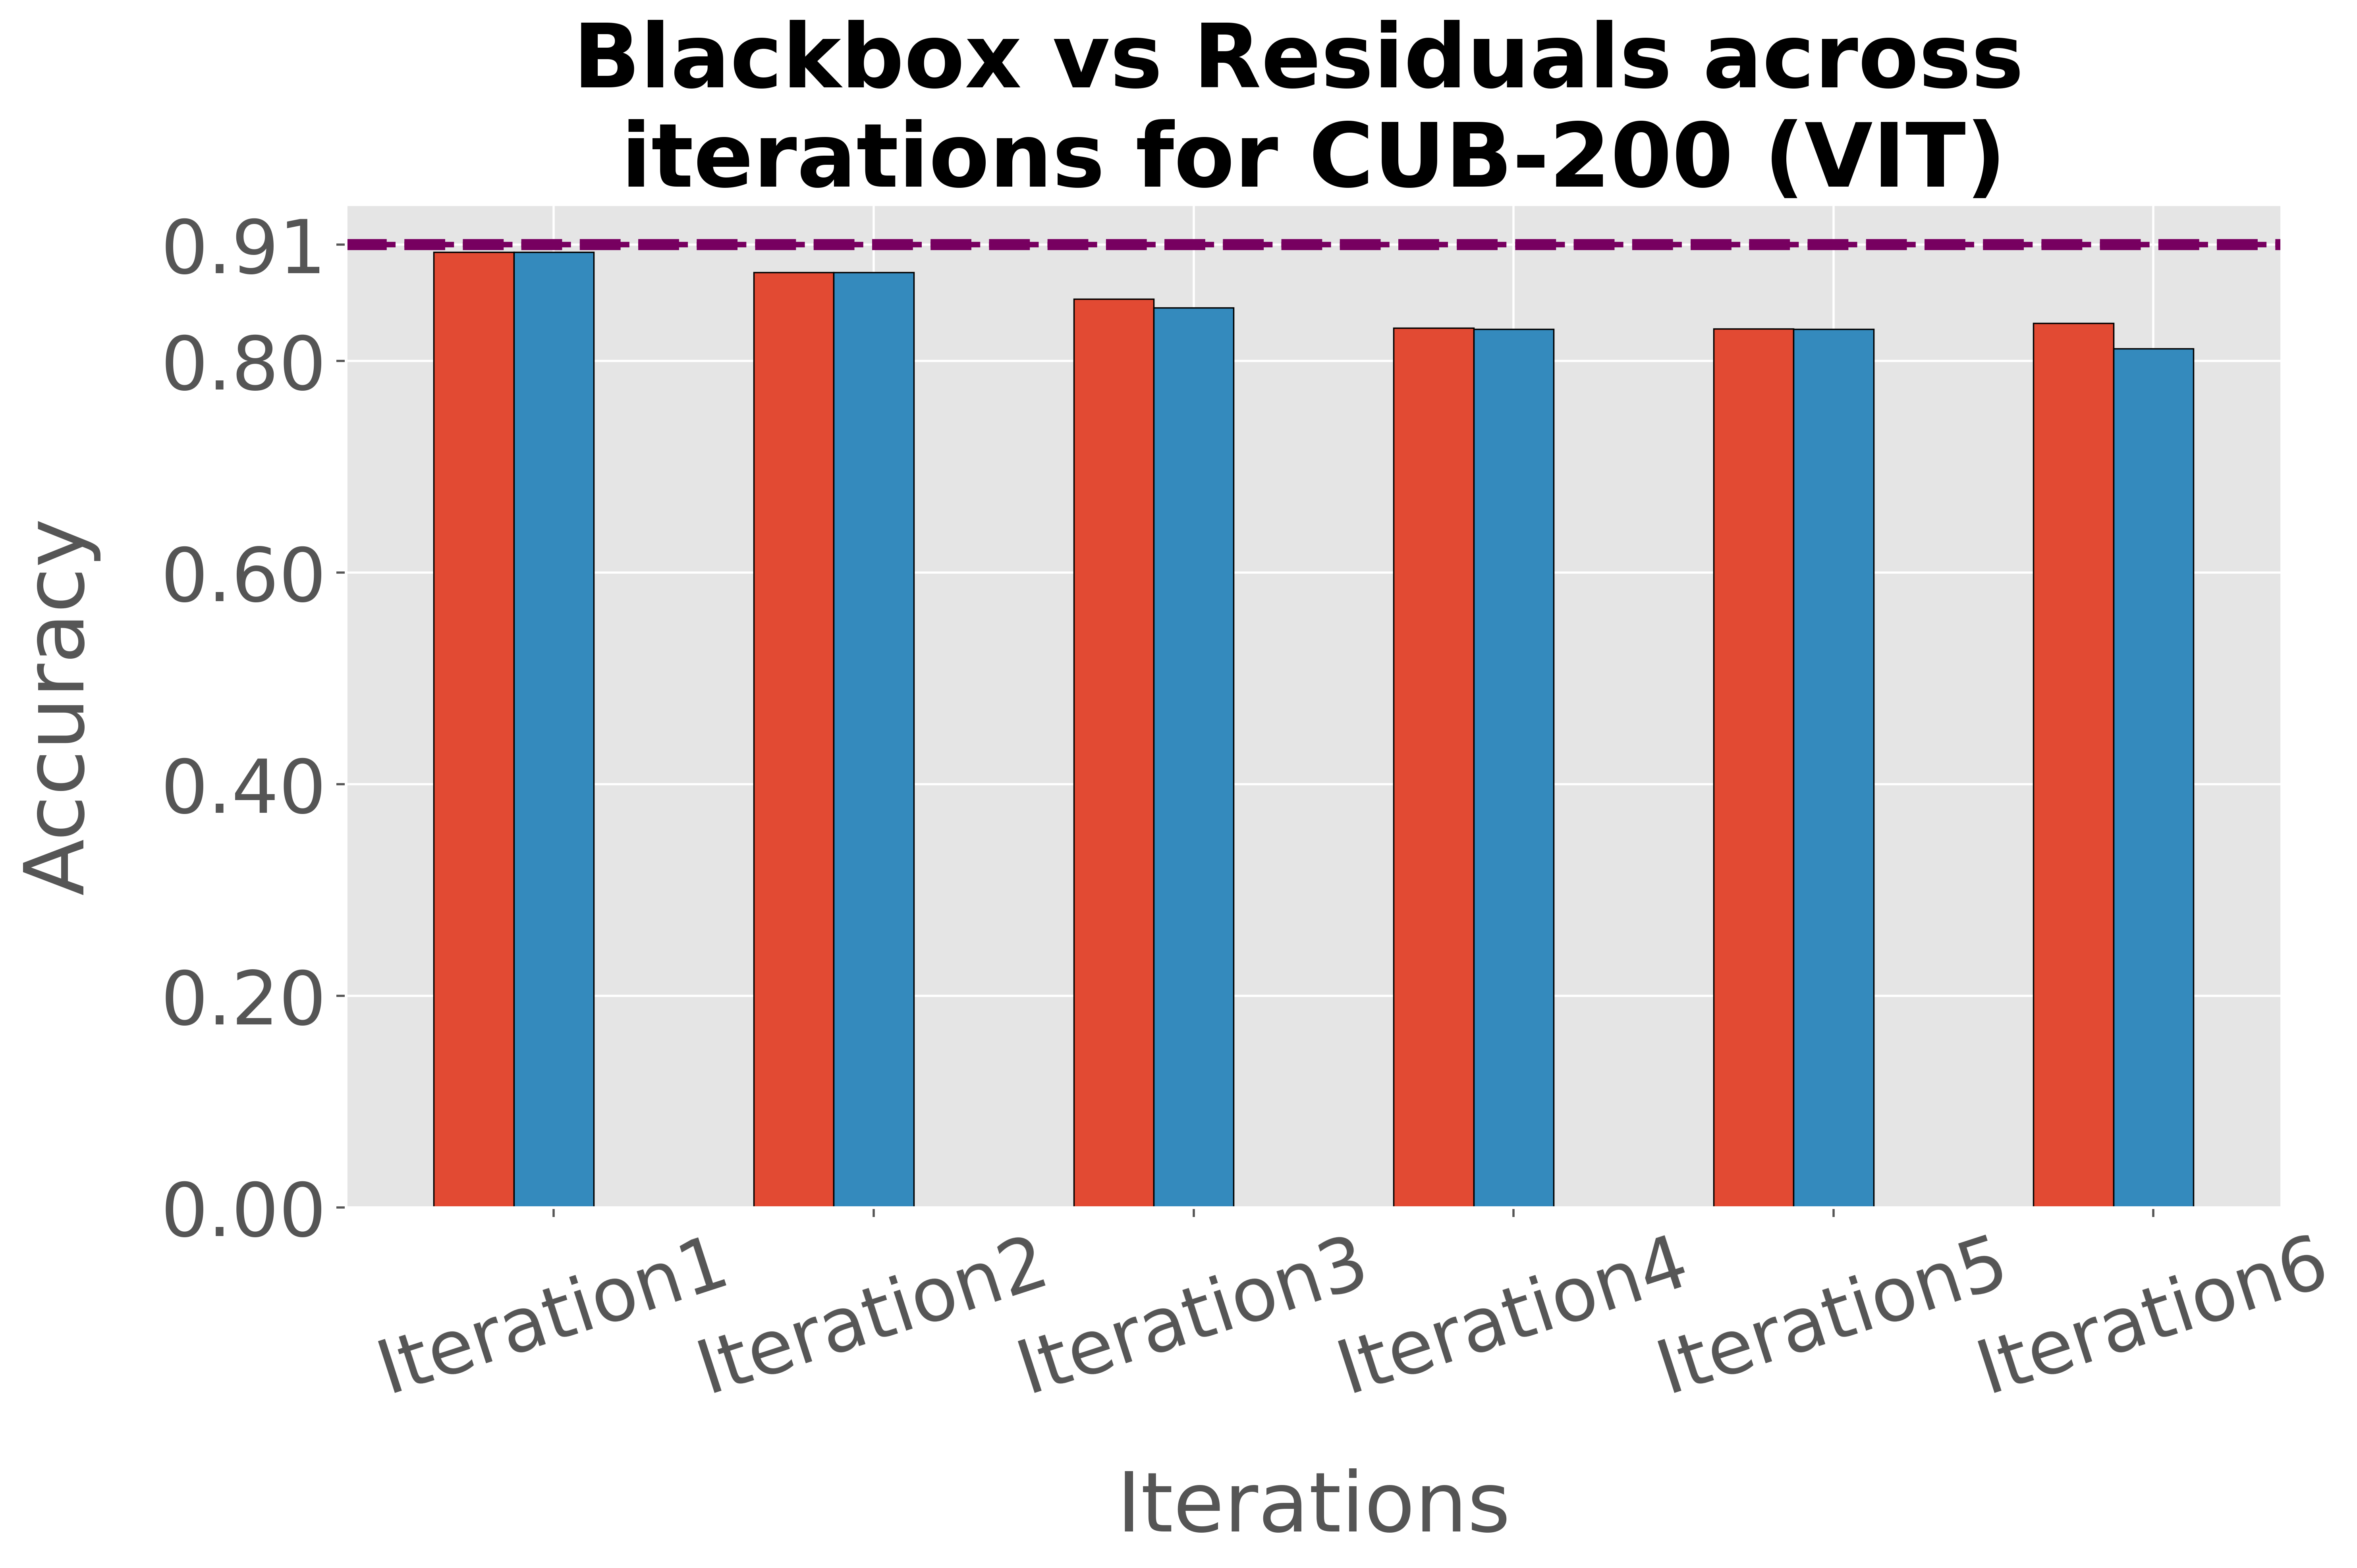 Blackbox vs Residuals across
iterations for CUB-200 (VIT)
0.91
0.80
0.60
0.40
0.20
0.00
Accuracy
Iteration1
Iteration2
Iteration3
Iteration4
Iteration5
Iteration6
Iterations